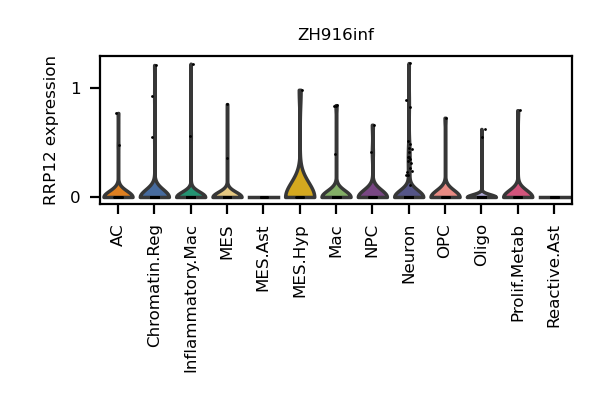 ZH916inf
RRP12 expression
1
0
AC
Chromatin.Reg
Inflammatory.Mac
MES
MES.Ast
MES.Hyp
Mac
NPC
Neuron
OPC
Oligo
Prolif.Metab
Reactive.Ast